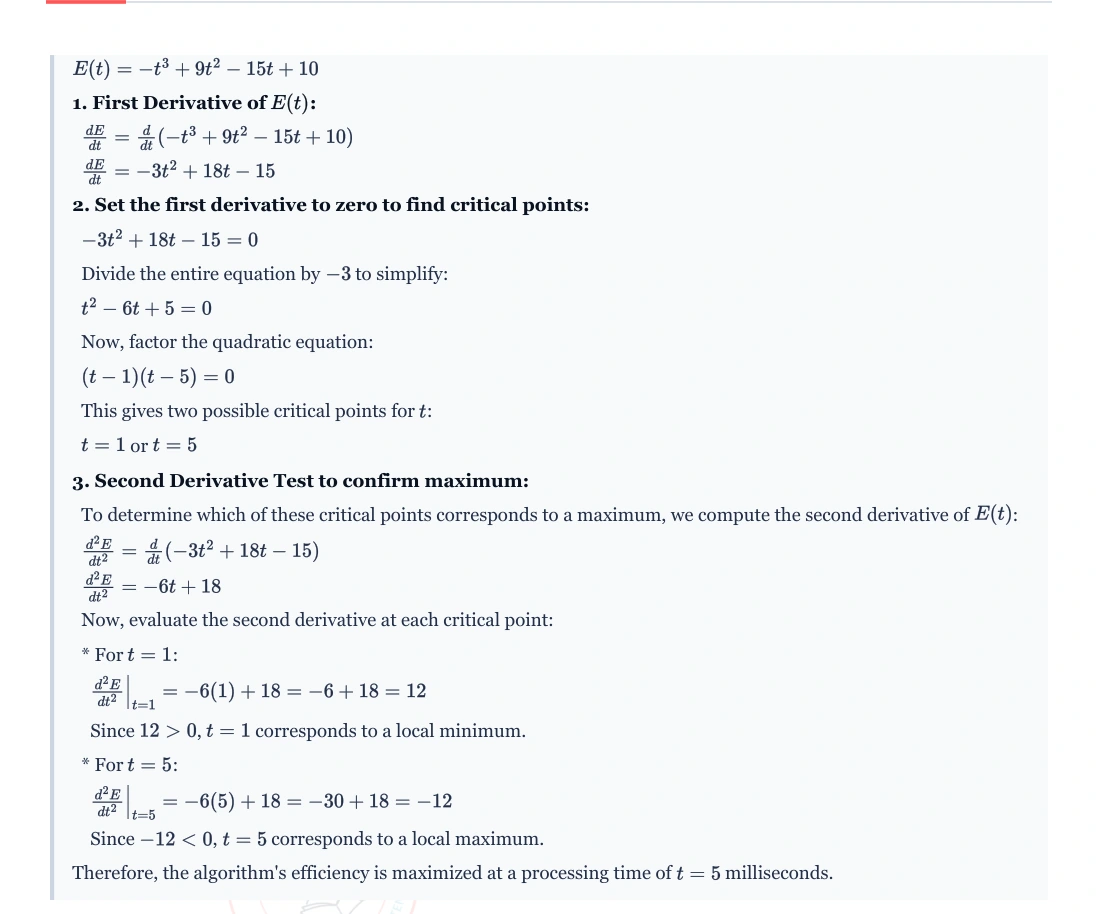 E(t) = −t³ + 9t² − 15t + 10
1. First Derivative of E(t):
dE/dt = d/dt (−t³ + 9t² − 15t + 10)
dE/dt = −3t² + 18t − 15
2. Set the first derivative to zero to find critical points:
−3t² + 18t − 15 = 0
Divide the entire equation by −3 to simplify:
t² − 6t + 5 = 0
Now, factor the quadratic equation:
(t − 1)(t − 5) = 0
This gives two possible critical points for t:
t = 1 or t = 5
3. Second Derivative Test to confirm maximum:
To determine which of these critical points corresponds to a maximum, we compute the second derivative of E(t):
d²E/dt² = d/dt (−3t² + 18t − 15)
d²E/dt² = −6t + 18
Now, evaluate the second derivative at each critical point:
* For t = 1:
d²E/dt² |t=1 = −6(1) + 18 = −6 + 18 = 12
Since 12 > 0, t = 1 corresponds to a local minimum.
* For t = 5:
d²E/dt² |t=5 = −6(5) + 18 = −30 + 18 = −12
Since −12 < 0, t = 5 corresponds to a local maximum.
Therefore, the algorithm's efficiency is maximized at a processing time of t = 5 milliseconds.